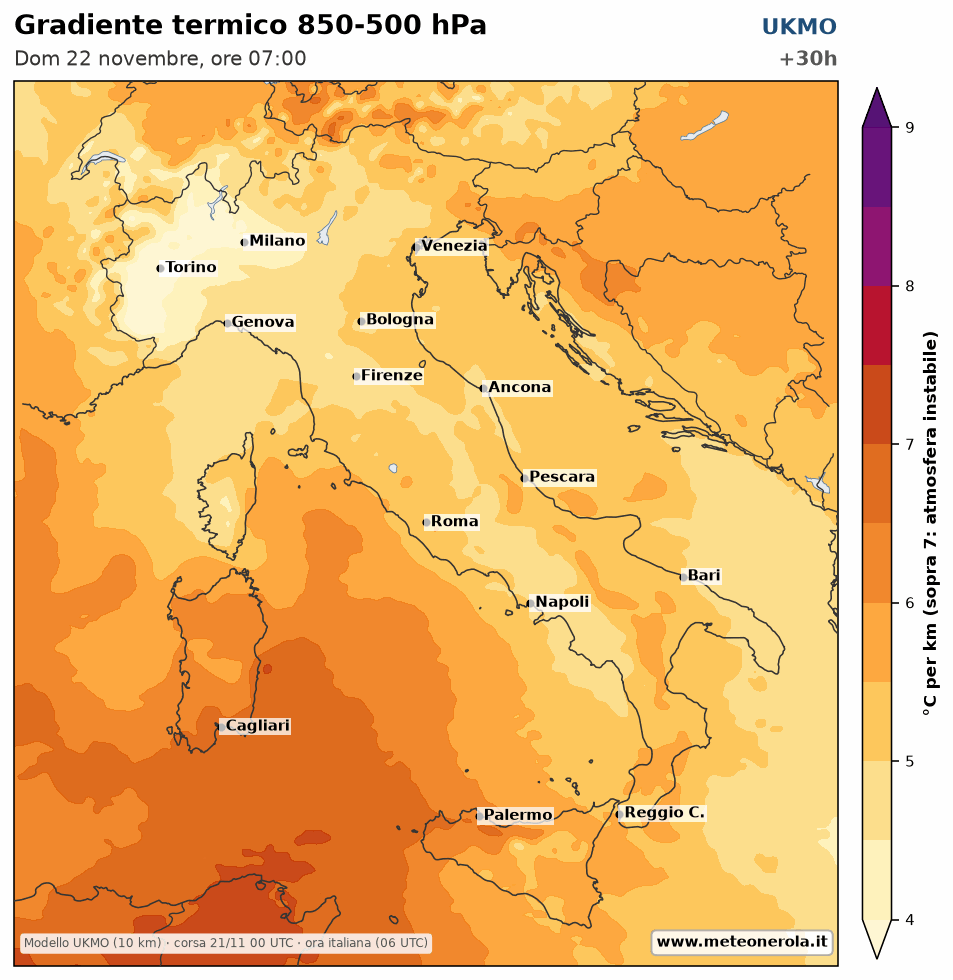 Gradiente termico 850-500 hPa
UKMO
Dom 22 novembre, ore 07:00
+30h
Milano
Venezia
Torino
Genova
Bologna
Firenze
Ancona
Pescara
Roma
Bari
Napoli
Cagliari
Palermo
Reggio C.
9
8
7
6
5
4
°C per km (sopra 7: atmosfera instabile)
Modello UKMO (10 km) · corsa 21/11 00 UTC · ora italiana (06 UTC)
www.meteonerola.it